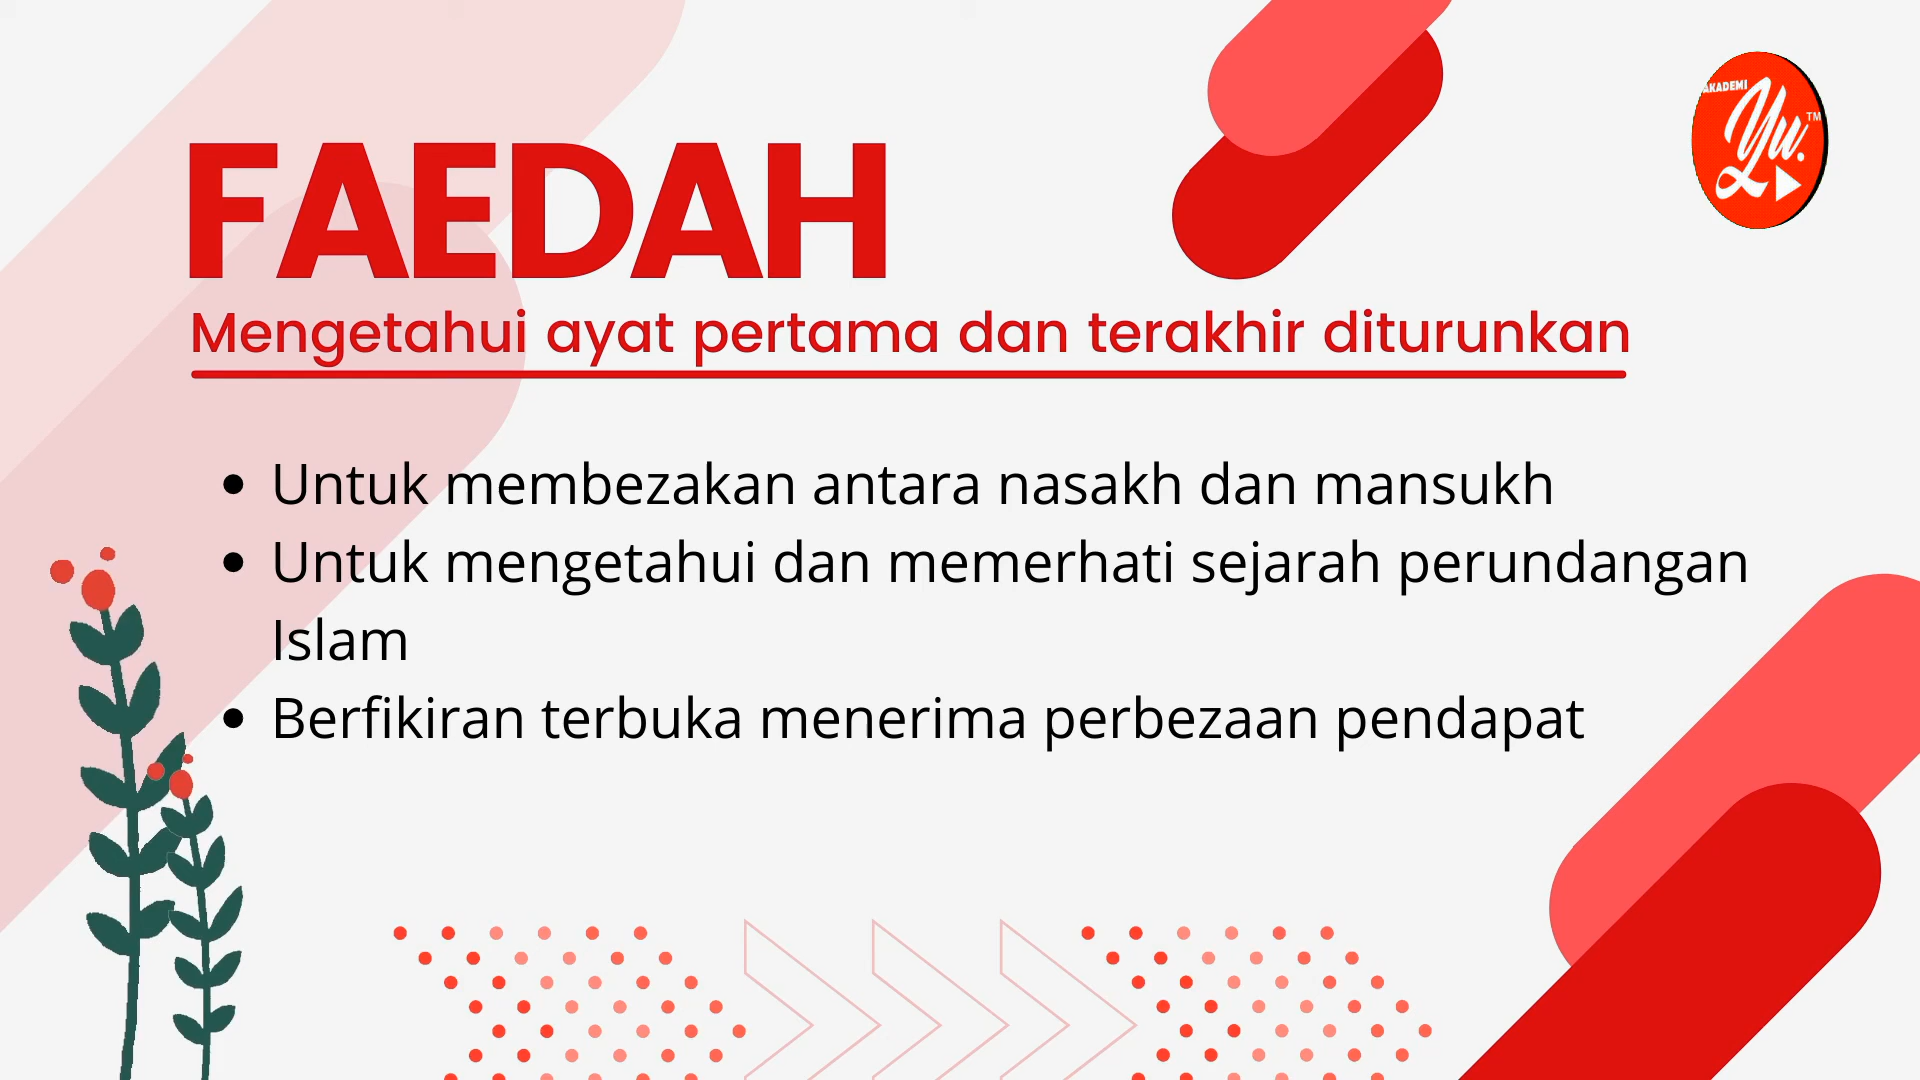 AKADEMI
Yu.
TM
FAEDAH
Mengetahui ayat pertama dan terakhir diturunkan
• Untuk membezakan antara nasakh dan mansukh
• Untuk mengetahui dan memerhati sejarah perundangan
Islam
• Berfikiran terbuka menerima perbezaan pendapat